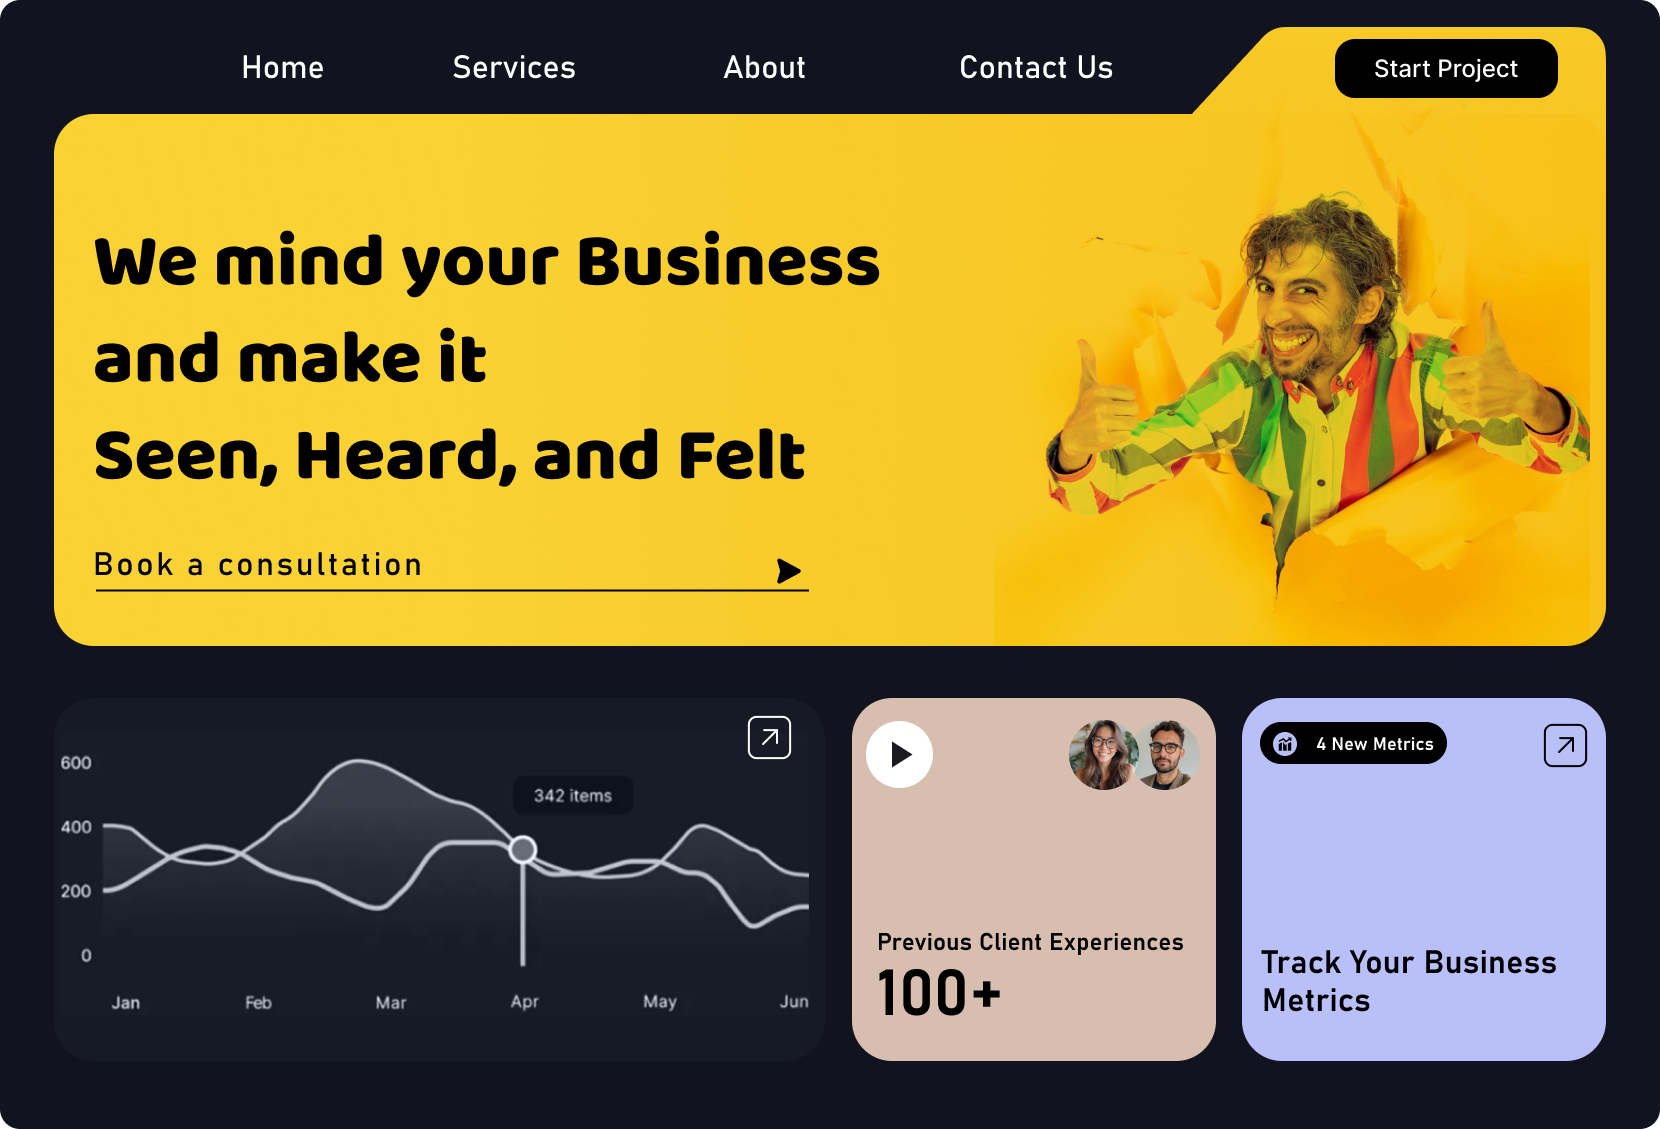 Home
Services
About
Contact Us
Start Project
We mind your Business
and make it
Seen, Heard, and Felt
Book a consultation
600
400
200
0
342 items
Jan
Feb
Mar
Apr
May
Jun
Previous Client Experiences
100+
4 New Metrics
Track Your Business
Metrics